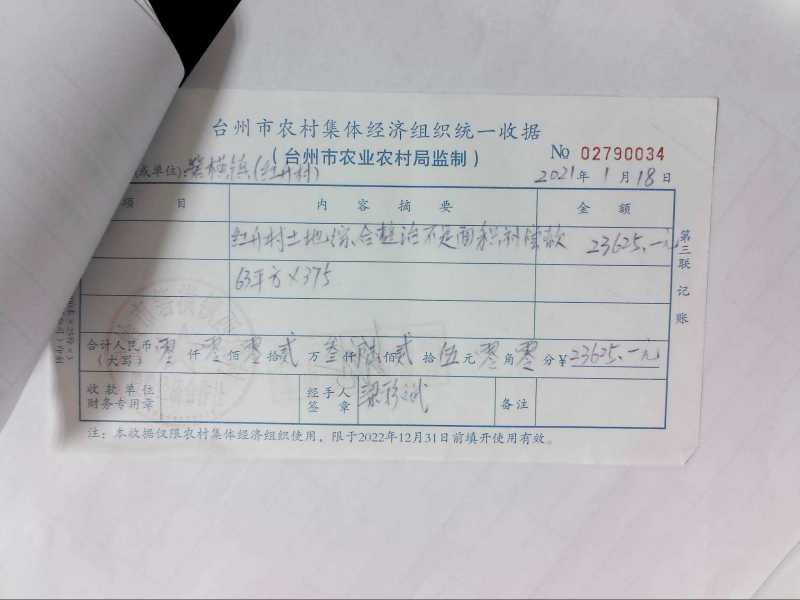 台州市农村集体经济组织统一收据
(台州市农业农村局监制)
No 02790034
(或单位) 横镇(红升村) 2021年1月18日
项目 内容摘要 金额
红升村土地综合整治不足面积补偿款 23625.一元
63平方×375
合计人民币(大写) 零仟零佰零拾贰万叁仟陆佰贰拾伍元零角零分 ¥23625.一元
收款单位财务专用章 经手人签章 备注
第三联 记账
注:本收据仅限农村集体经济组织使用,限于2022年12月31日前填开使用有效。